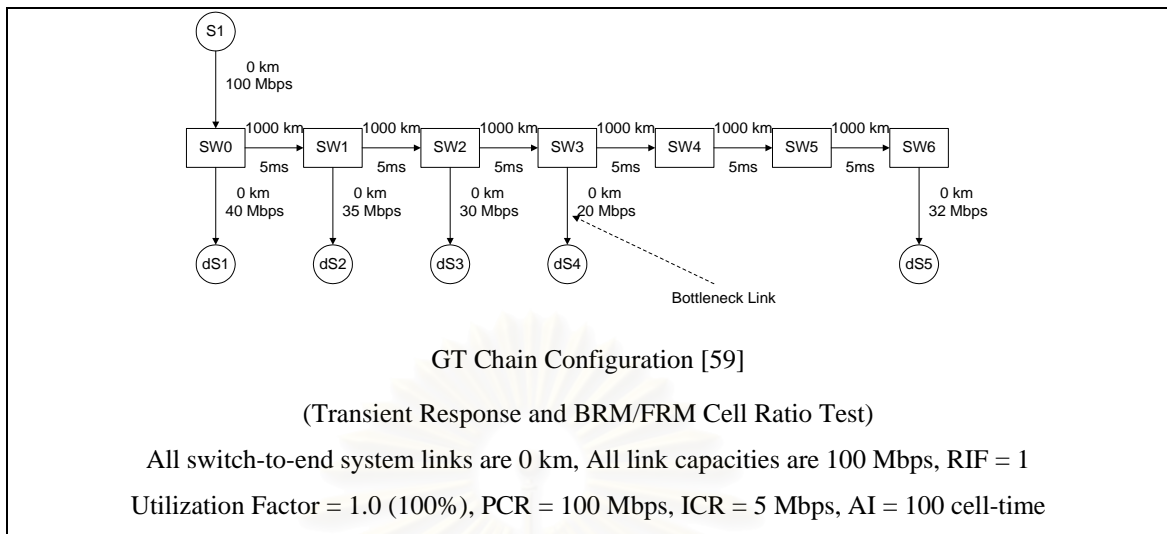 S1
0 km
100 Mbps
1000 km 1000 km 1000 km 1000 km 1000 km 1000 km
SW0 SW1 SW2 SW3 SW4 SW5 SW6
5ms 5ms 5ms 5ms 5ms 5ms
0 km 0 km 0 km 0 km 0 km
40 Mbps 35 Mbps 30 Mbps 20 Mbps 32 Mbps
dS1 dS2 dS3 dS4 dS5
Bottleneck Link
GT Chain Configuration [59]
(Transient Response and BRM/FRM Cell Ratio Test)
All switch-to-end system links are 0 km, All link capacities are 100 Mbps, RIF = 1
Utilization Factor = 1.0 (100%), PCR = 100 Mbps, ICR = 5 Mbps, AI = 100 cell-time